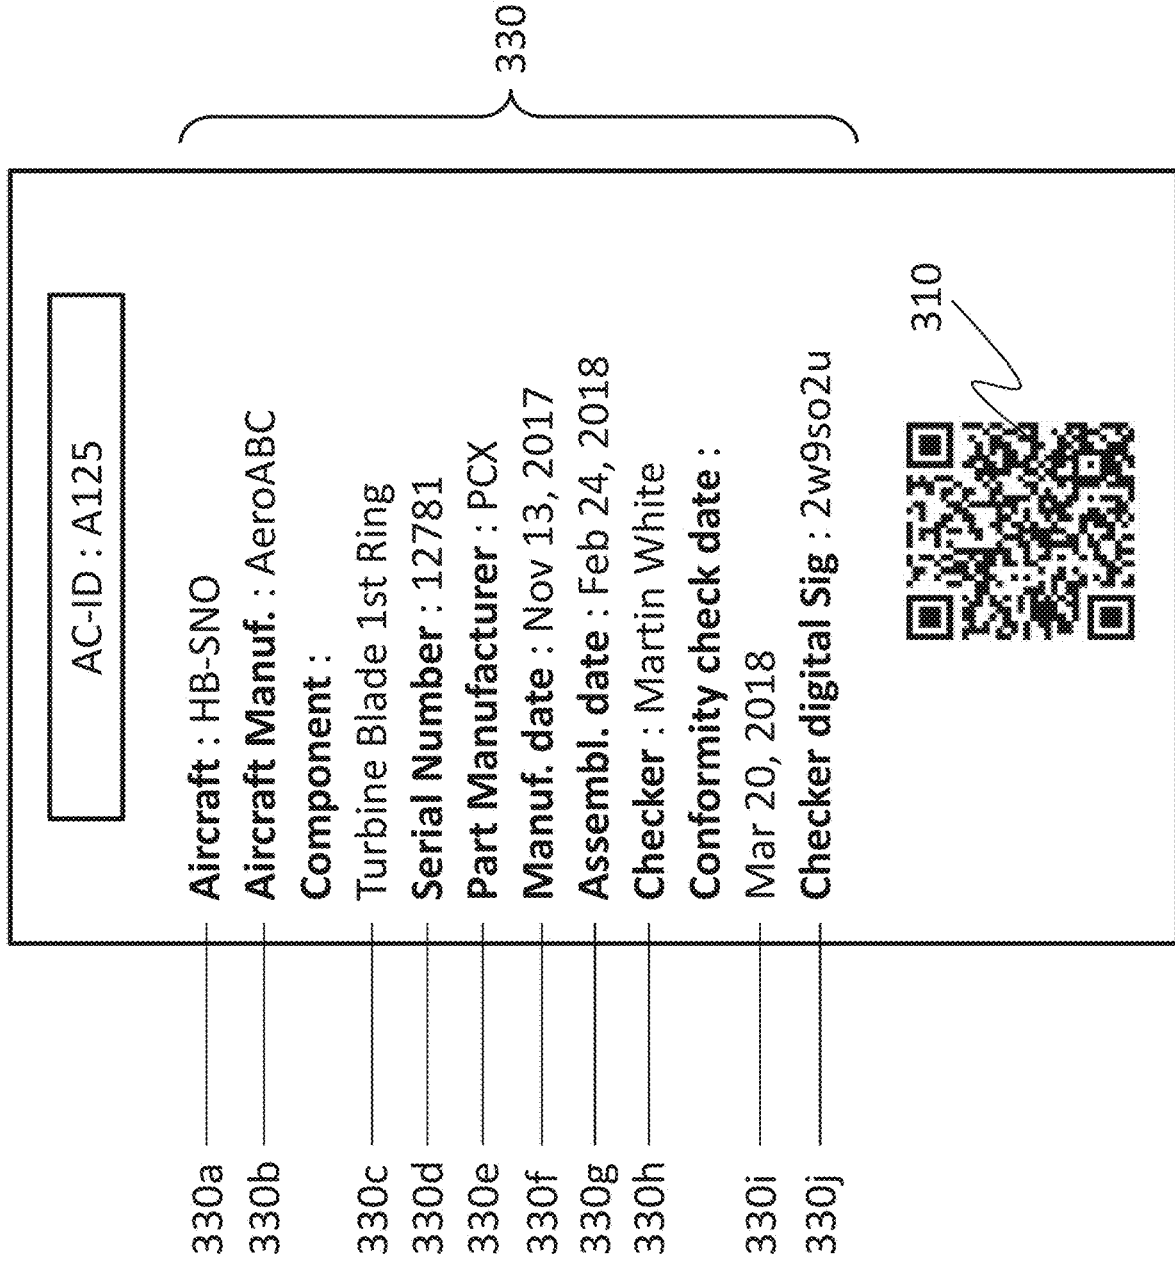 AC-ID : A125
330a Aircraft : HB-SNO
330b Aircraft Manuf. : AeroABC
Component :
330c Turbine Blade 1st Ring
330d Serial Number : 12781
330e Part Manufacturer : PCX
330f Manuf. date : Nov 13, 2017
330g Assembl. date : Feb 24, 2018
330h Checker : Martin White
Conformity check date :
330i Mar 20, 2018
330j Checker digital Sig : 2w9so2u
330
310